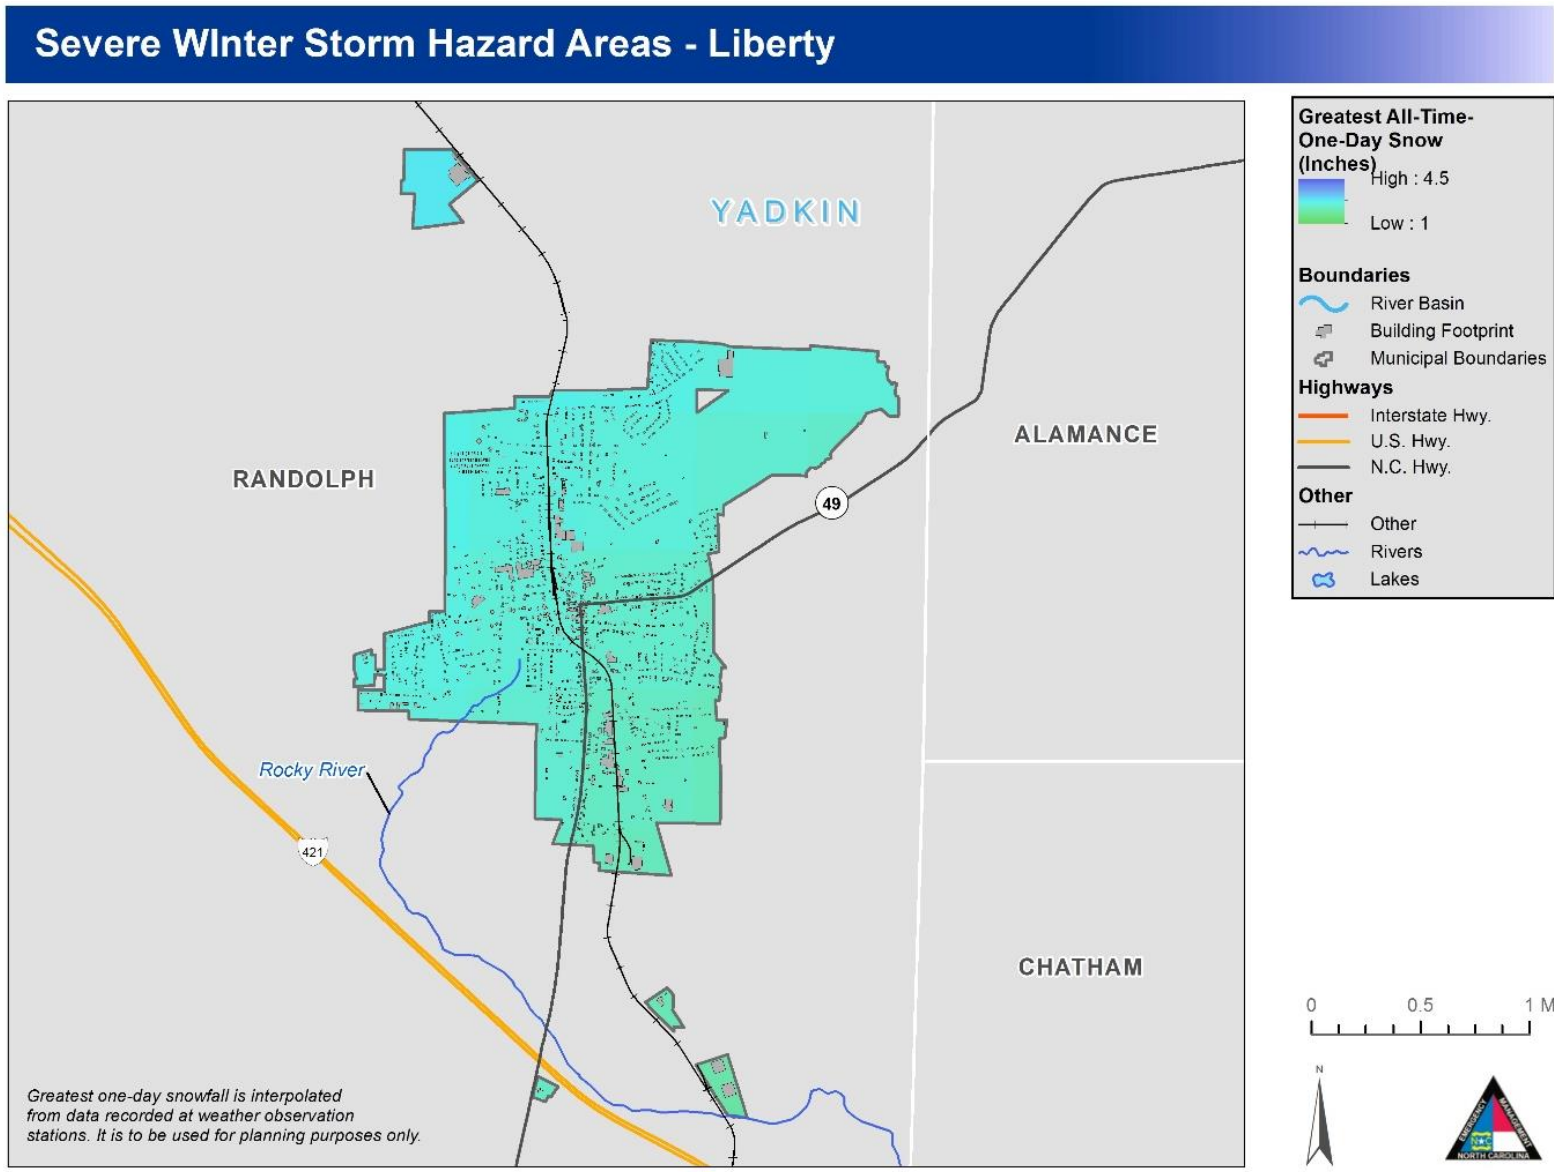 Severe WInter Storm Hazard Areas - Liberty
YADKIN
RANDOLPH
ALAMANCE
49
Rocky River
421
CHATHAM
Greatest one-day snowfall is interpolated
from data recorded at weather observation
stations. It is to be used for planning purposes only.
Greatest All-Time-
One-Day Snow
(Inches)
High : 4.5
Low : 1
Boundaries
River Basin
Building Footprint
Municipal Boundaries
Highways
Interstate Hwy.
U.S. Hwy.
N.C. Hwy.
Other
Other
Rivers
Lakes
0 0.5 1 M
N
EMERGENCY
MANAGEMENT
N C
NORTH CAROLINA